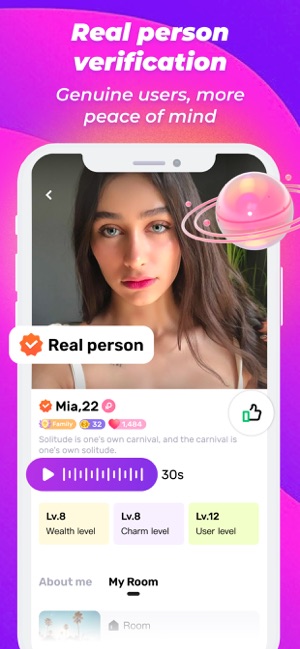 Real person
verification
Genuine users, more
peace of mind
Real person
Mia,22
Family 32 1,484
Solitude is one's own carnival, and the carnival is
one's own solitude.
30s
Lv.8 Lv.8 Lv.12
Wealth level Charm level User level
About me My Room
Room